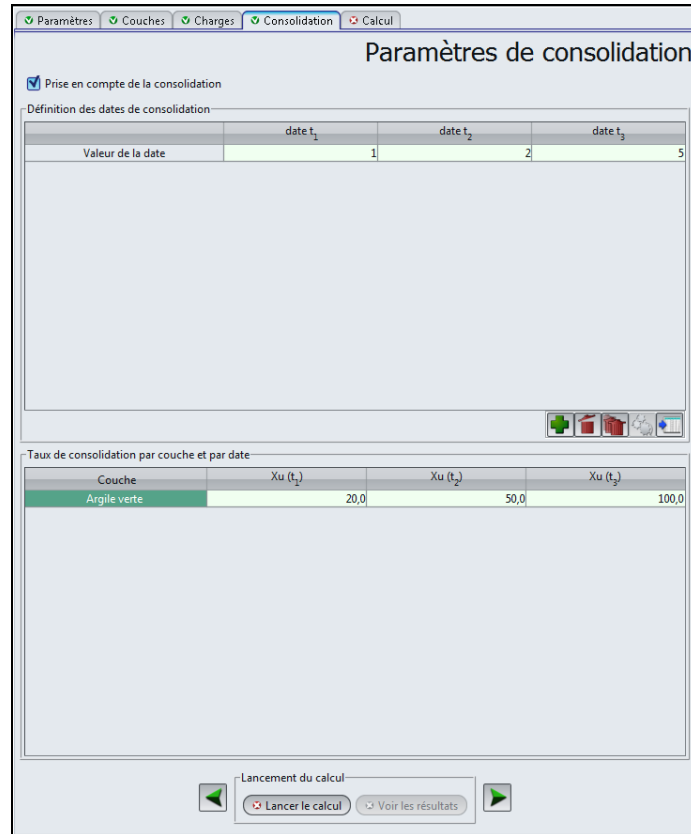 Paramètres Couches Charges Consolidation Calcul
Paramètres de consolidation
Prise en compte de la consolidation
Définition des dates de consolidation
date t1 date t2 date t3
Valeur de la date 1 2 5
Taux de consolidation par couche et par date
Couche Xu (t1) Xu (t2) Xu (t3)
Argile verte 20,0 50,0 100,0
Lancement du calcul
Lancer le calcul Voir les résultats